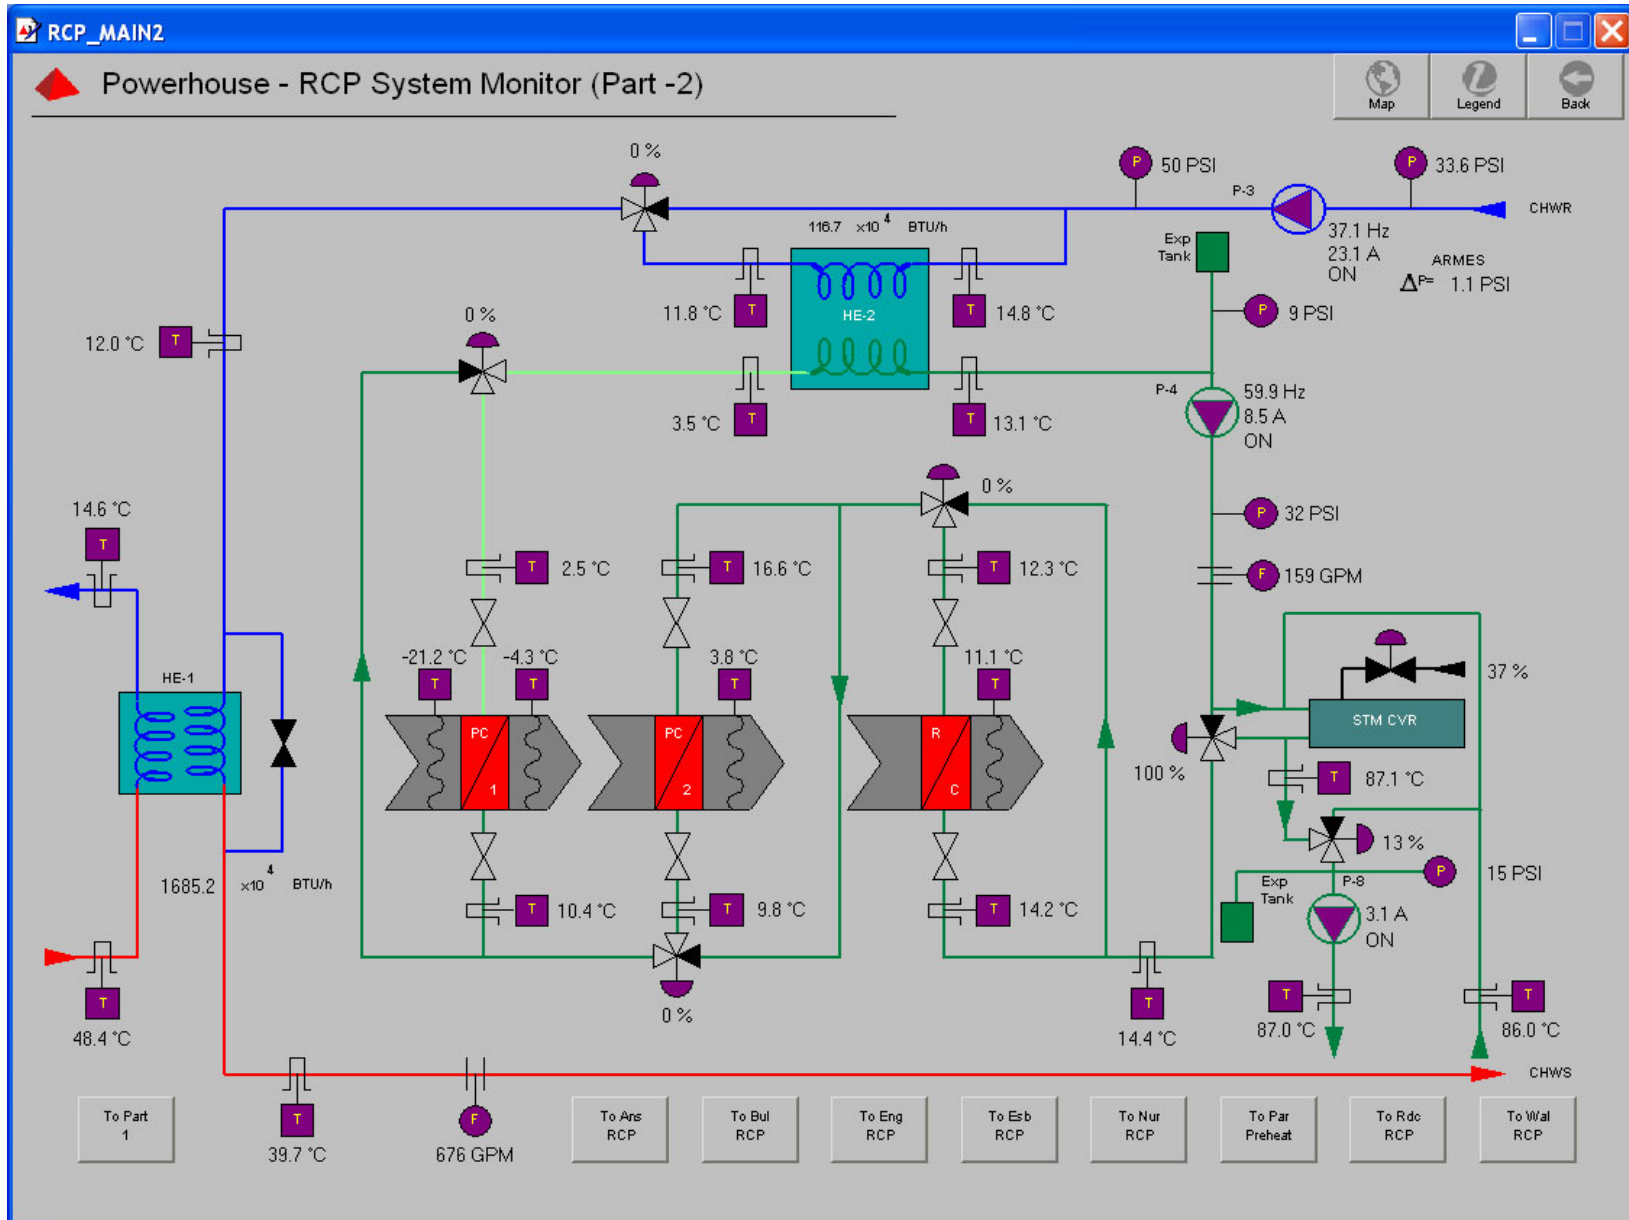 RCP_MAIN2
Powerhouse - RCP System Monitor (Part -2)
Map
Legend
Back
0 %
P
50 PSI
P
33.6 PSI
P-3
CHWR
116.7 x10 4 BTU/h
37.1 Hz
23.1 A
ON
Exp
Tank
ARMES
ΔP= 1.1 PSI
11.8 °C
T
HE-2
T
14.8 °C
P
9 PSI
0 %
12.0 °C
T
3.5 °C
T
T
13.1 °C
P-4
59.9 Hz
8.5 A
ON
0 %
14.6 °C
T
P
32 PSI
T
2.5 °C
T
16.6 °C
T
12.3 °C
F
159 GPM
-21.2 °C
T
-4.3 °C
T
3.8 °C
T
11.1 °C
T
37 %
HE-1
PC
1
PC
2
R
C
STM CVR
100 %
T
87.1 °C
13 %
1685.2 x10 4 BTU/h
P
15 PSI
Exp
Tank
P-8
3.1 A
ON
T
10.4 °C
T
9.8 °C
T
14.2 °C
T
48.4 °C
0 %
T
14.4 °C
T
87.0 °C
T
86.0 °C
CHWS
T
39.7 °C
F
676 GPM
To Part
1
To Ans
RCP
To Bul
RCP
To Eng
RCP
To Esb
RCP
To Nur
RCP
To Par
Preheat
To Rdc
RCP
To Wal
RCP